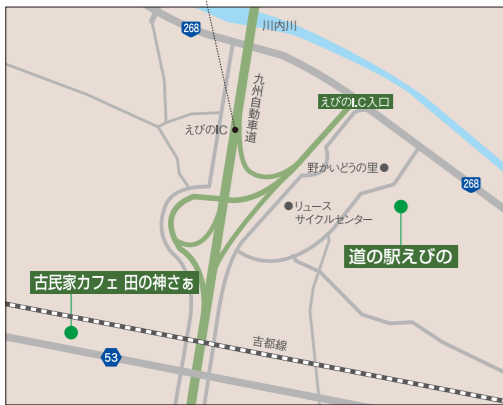 268
川内川
九州自動車道
えびのI.C入口
えびのIC
野かいどうの里
268
リュース
サイクルセンター
道の駅えびの
古民家カフェ 田の神さぁ
吉都線
53